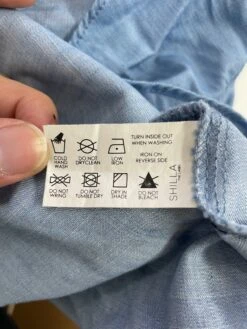 COLD
HAND
WASH
DO NOT
DRYCLEAN
LOW
IRON
TURN INSIDE OUT
WHEN WASHING
IRON ON
REVERSE SIDE
DO NOT
WRING
DO NOT
TUMBLE DRY
DRY IN
SHADE
DO NOT
BLEACH
SHILLA